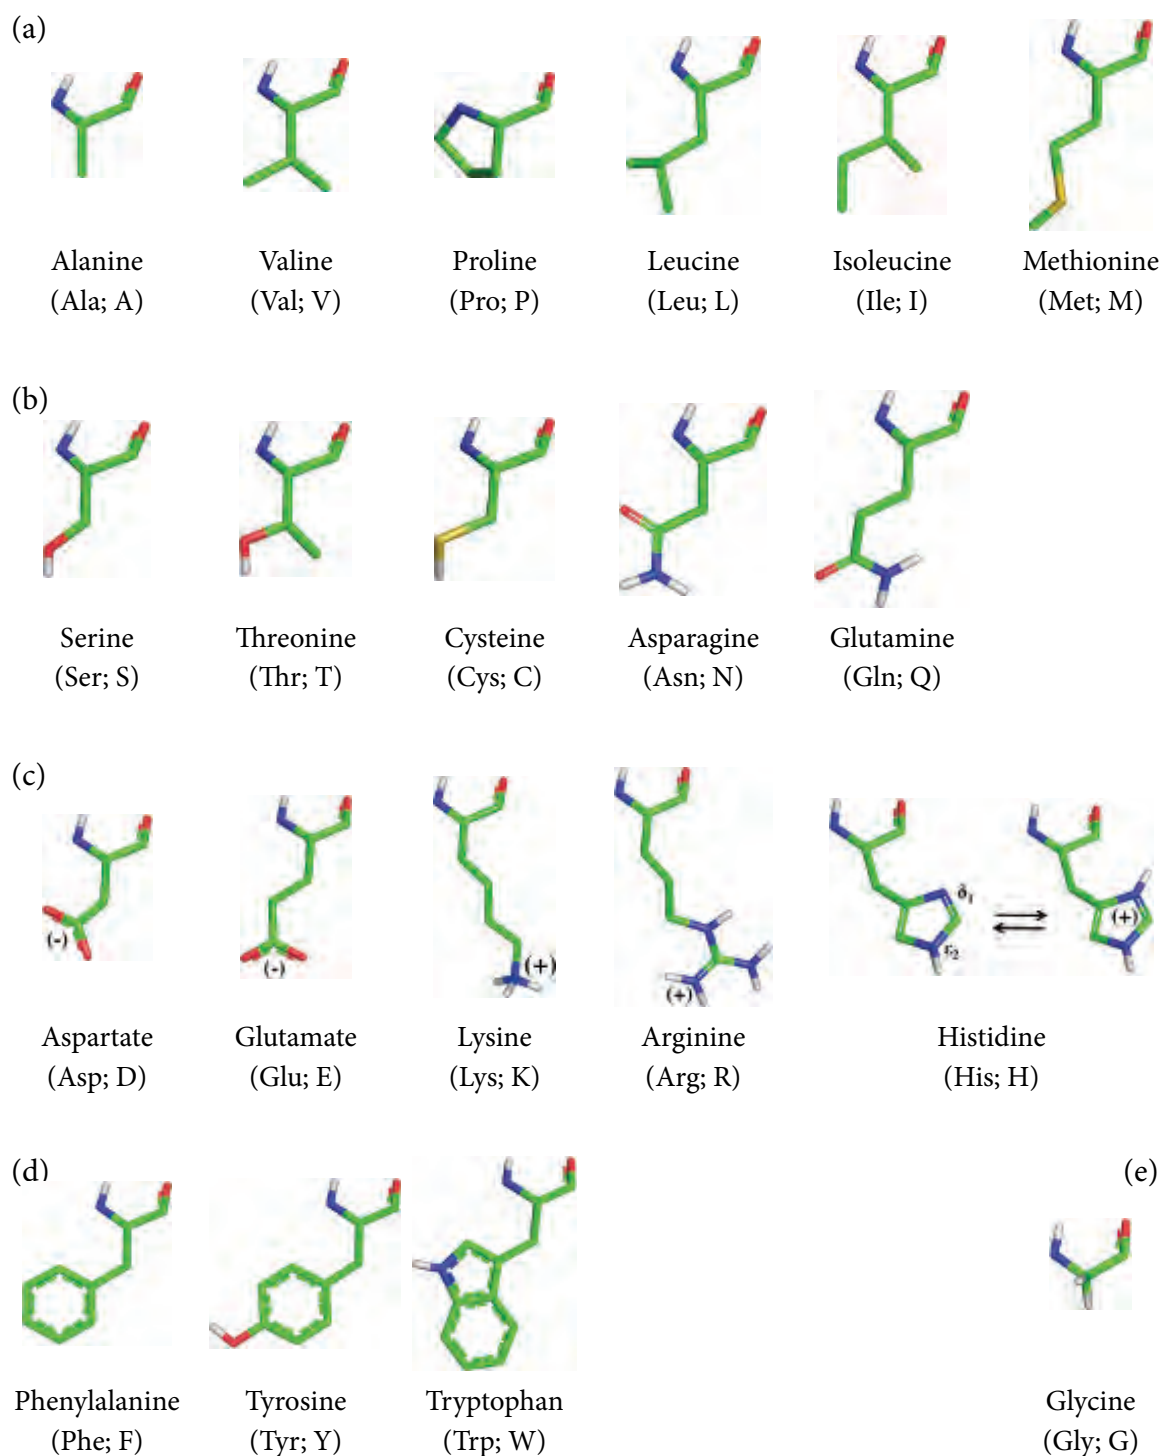 (a)
Alanine Valine Proline Leucine Isoleucine Methionine
(Ala; A) (Val; V) (Pro; P) (Leu; L) (Ile; I) (Met; M)
(b)
Serine Threonine Cysteine Asparagine Glutamine
(Ser; S) (Thr; T) (Cys; C) (Asn; N) (Gln; Q)
(c)
δ1
(+)
(-) ε2
(-) (+) (+)
Aspartate Glutamate Lysine Arginine Histidine
(Asp; D) (Glu; E) (Lys; K) (Arg; R) (His; H)
(d) (e)
Phenylalanine Tyrosine Tryptophan Glycine
(Phe; F) (Tyr; Y) (Trp; W) (Gly; G)